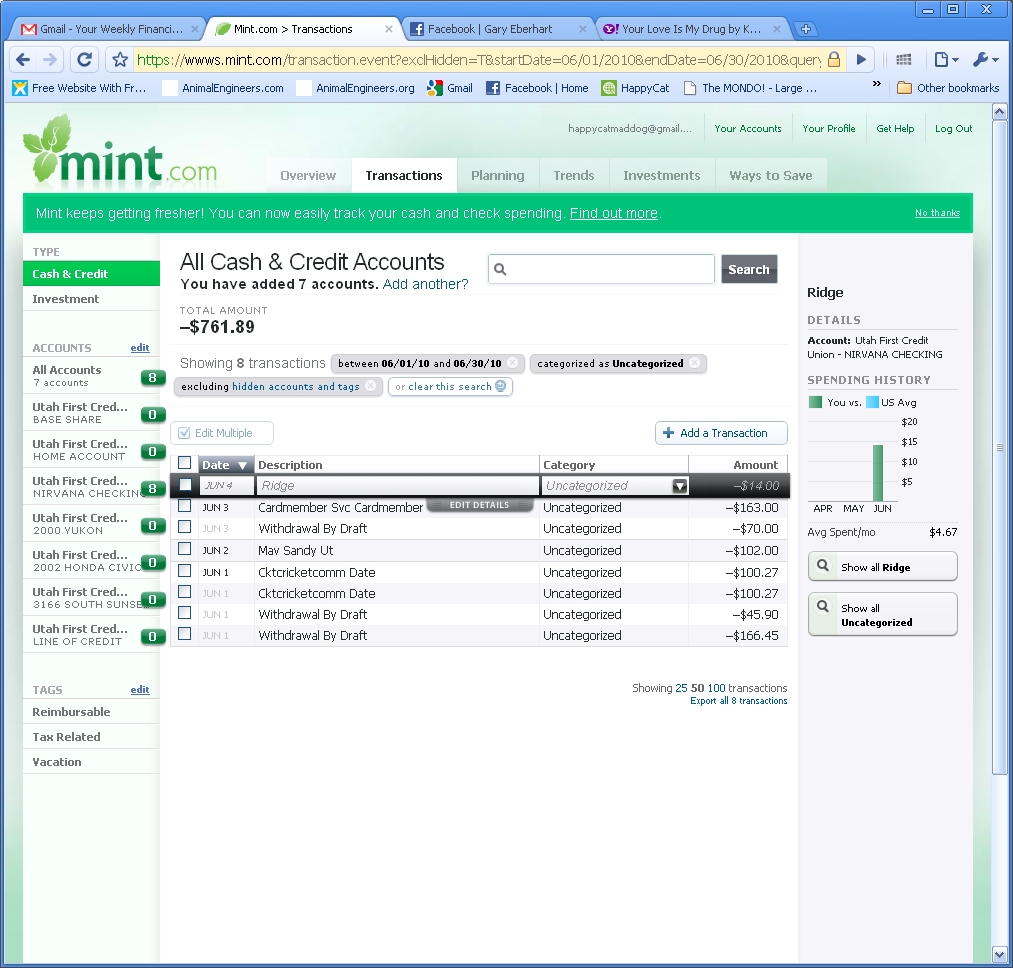 Gmail - Your Weekly Financi...
Mint.com > Transactions
Facebook | Gary Eberhart
Your Love Is My Drug by K...
https://wwws.mint.com/transaction.event?exclHidden=T&startDate=06/01/2010&endDate=06/30/2010&query
Free Website With Fr...
AnimalEngineers.com
AnimalEngineers.org
Gmail
Facebook | Home
HappyCat
The MONDO! - Large ...
»
Other bookmarks
mint.com
happycatmaddog@gmail....
Your Accounts
Your Profile
Get Help
Log Out
Overview
Transactions
Planning
Trends
Investments
Ways to Save
Mint keeps getting fresher! You can now easily track your cash and check spending. Find out more.
No thanks
TYPE
Cash & Credit
Investment
ACCOUNTS edit
All Accounts
7 accounts
8
Utah First Cred...
BASE SHARE
0
Utah First Cred...
HOME ACCOUNT
0
Utah First Cred...
NIRVANA CHECKING
8
Utah First Cred...
2000 YUKON
0
Utah First Cred...
2002 HONDA CIVIC
0
Utah First Cred...
3166 SOUTH SUNSE
0
Utah First Cred...
LINE OF CREDIT
0
TAGS edit
Reimbursable
Tax Related
Vacation
All Cash & Credit Accounts
You have added 7 accounts. Add another?
Search
TOTAL AMOUNT
–$761.89
Showing 8 transactions
between 06/01/10 and 06/30/10
categorized as Uncategorized
excluding hidden accounts and tags
or clear this search
Edit Multiple
Add a Transaction
Date ▼ Description Category Amount
JUN 4 Ridge Uncategorized –$14.00
EDIT DETAILS
JUN 3 Cardmember Svc Cardmember Uncategorized –$163.00
JUN 3 Withdrawal By Draft Uncategorized –$70.00
JUN 2 Mav Sandy Ut Uncategorized –$102.00
JUN 1 Cktcricketcomm Date Uncategorized –$100.27
JUN 1 Cktcricketcomm Date Uncategorized –$100.27
JUN 1 Withdrawal By Draft Uncategorized –$45.90
JUN 1 Withdrawal By Draft Uncategorized –$166.45
Showing 25 50 100 transactions
Export all 8 transactions
Ridge
DETAILS
Account: Utah First Credit
Union - NIRVANA CHECKING
SPENDING HISTORY
You vs. US Avg
$20
$15
$10
$5
APR MAY JUN
Avg Spent/mo $4.67
Show all Ridge
Show all
Uncategorized